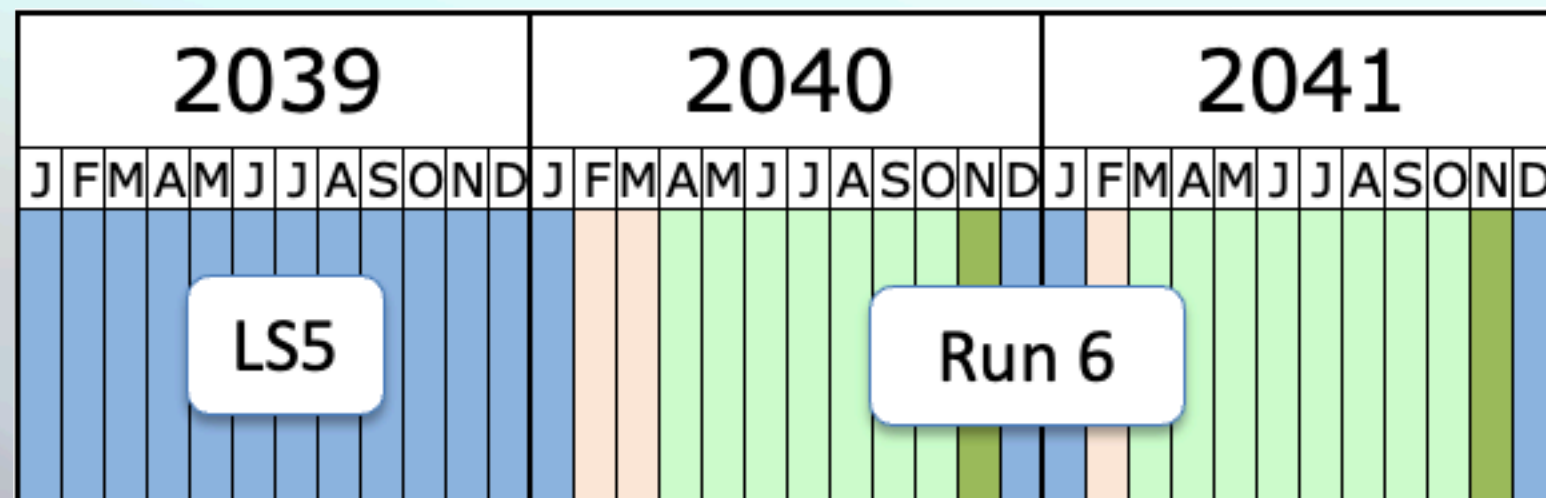 2039 2040 2041
J F M A M J J A S O N D J F M A M J J A S O N D J F M A M J J A S O N D
LS5
Run 6